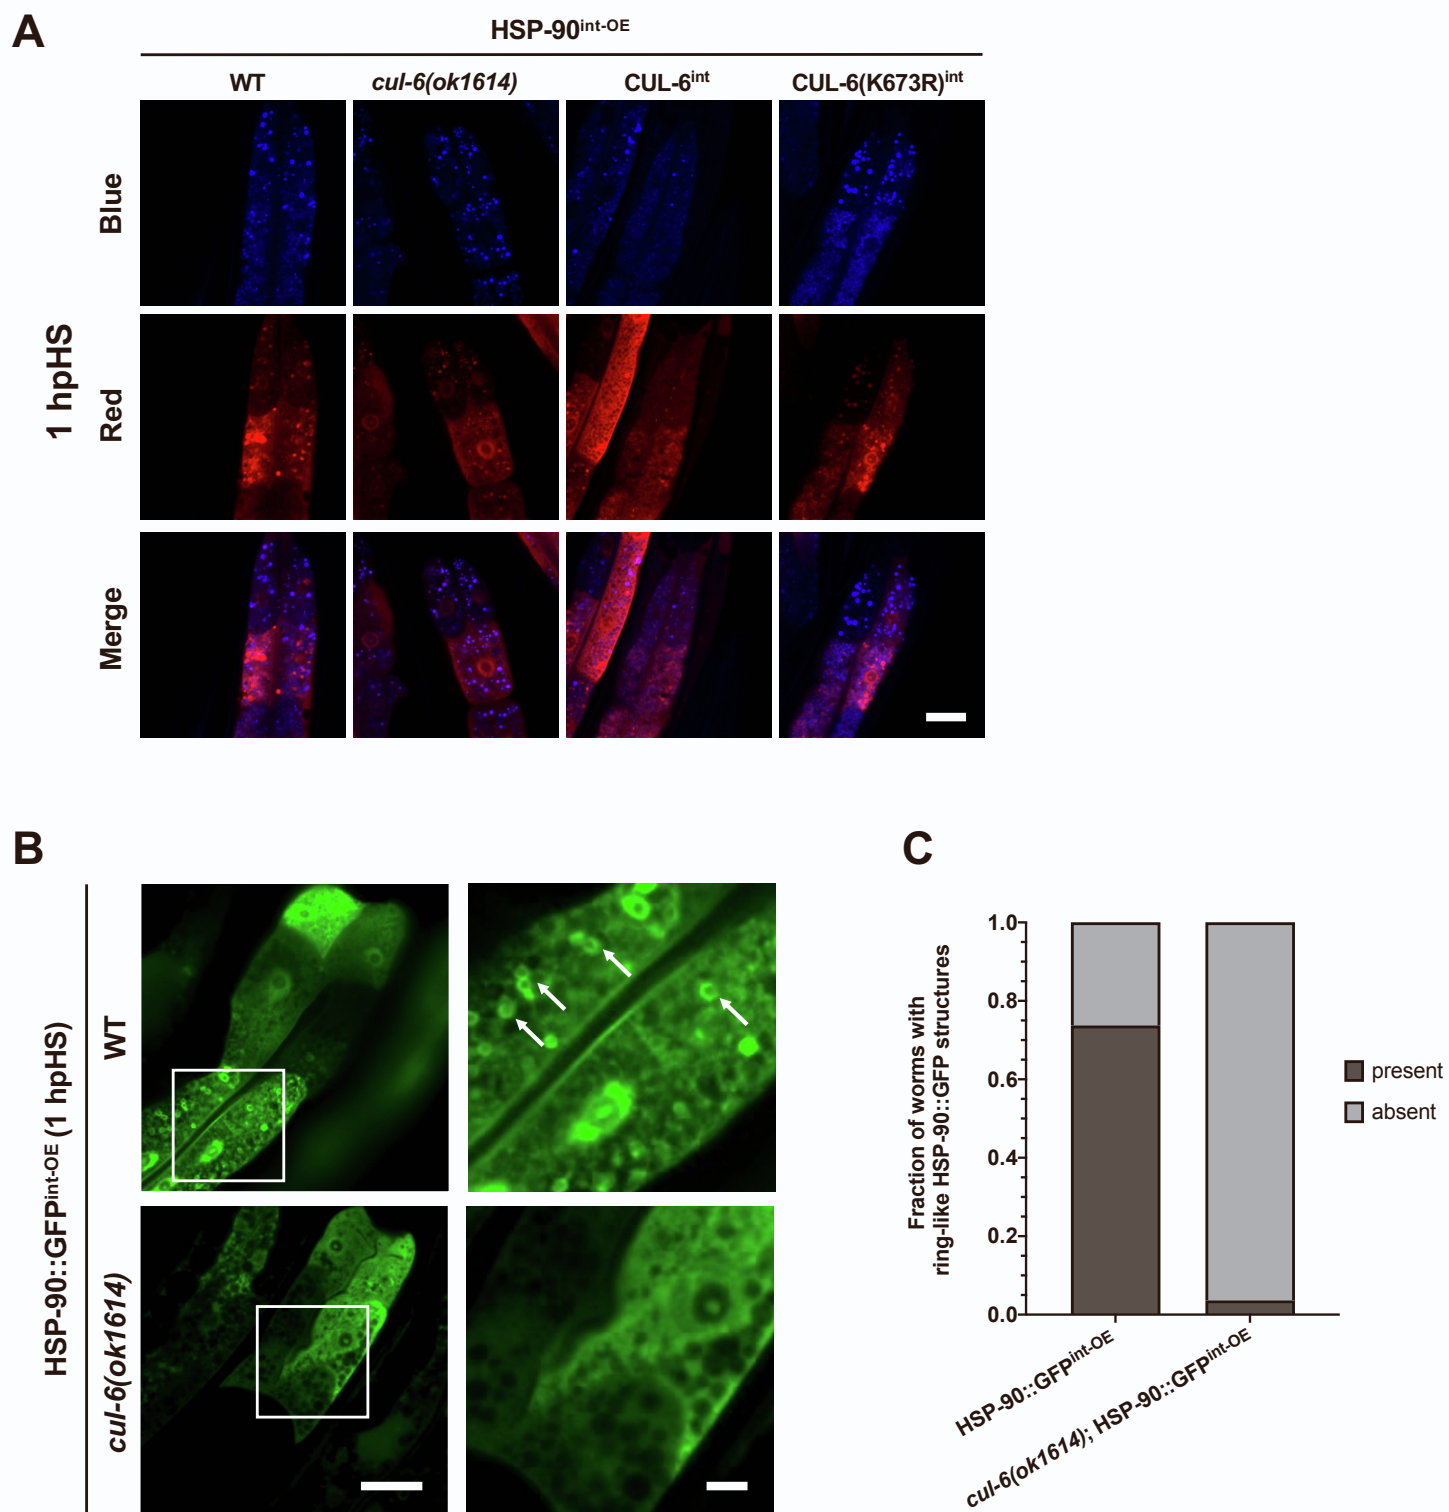 A
HSP-90int-OE
WT
cul-6(ok1614)
CUL-6int
CUL-6(K673R)int
1 hpHS
Blue
Red
Merge
B
HSP-90::GFPint-OE (1 hpHS)
WT
cul-6(ok1614)
C
Fraction of worms with
ring-like HSP-90::GFP structures
1.0
0.8
0.6
0.4
0.2
0.0
present
absent
HSP-90::GFPint-OE
cul-6(ok1614); HSP-90::GFPint-OE